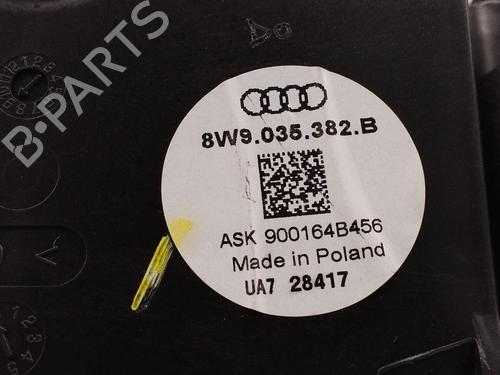 8W9.035.382.B
ASK 900164B456
Made in Poland
UA7 28417
B-PARTS